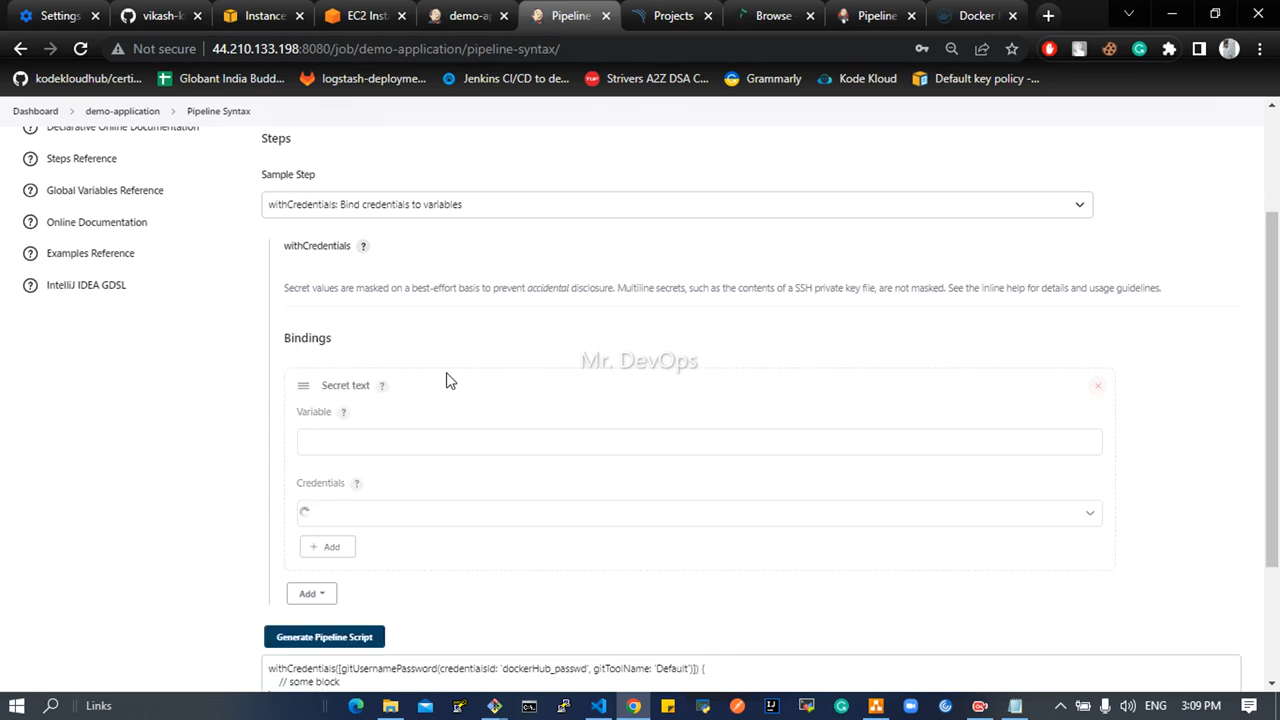 Settings
vikash-k
Instance
EC2 Inst
demo-ap
Pipeline
Projects
Browse
Pipeline
Docker
Not secure
44.210.133.198:8080/job/demo-application/pipeline-syntax/
kodekloudhub/certi...
Globant India Budd...
logstash-deployme...
Jenkins CI/CD to de...
Strivers A2Z DSA C...
Grammarly
KodeKloud
Default key policy -...
Dashboard > demo-application > Pipeline Syntax
Declarative Online Documentation
Steps Reference
Global Variables Reference
Online Documentation
Examples Reference
IntelliJ IDEA GDSL
Steps
Sample Step
withCredentials: Bind credentials to variables
withCredentials ?
Secret values are masked on a best-effort basis to prevent accidental disclosure. Multiline secrets, such as the contents of a SSH private key file, are not masked. See the inline help for details and usage guidelines.
Bindings
Mr. DevOps
Secret text ?
Variable ?
Credentials ?
+ Add
Add
Generate Pipeline Script
withCredentials([gitUsernamePassword(credentialsId: 'dockerHub_passwd', gitToolName: 'Default')]) {
// some block
Links
ENG
3:09 PM